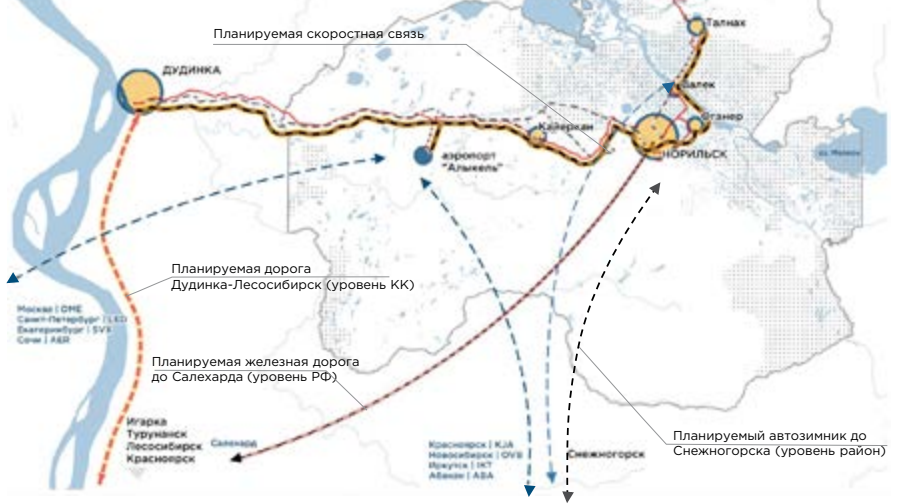 Талнах
Планируемая скоростная связь
ДУДИНКА
Валек
Оганер
Кайеркан
НОРИЛЬСК
аэропорт
"Алыкель"
Планируемая дорога
Дудинка-Лесосибирск (уровень КК)
Москва | DME
Санкт-Петербург | LED
Екатеринбург | SVX
Сочи | AER
Планируемая железная дорога
до Салехарда (уровень РФ)
Игарка
Туруханск
Лесосибирск
Красноярск
Салехард
Красноярск | KJA
Новосибирск | OVB
Иркутск | IKT
Абакан | ABA
Снежногорск
Планируемый автозимник до
Снежногорска (уровень район)